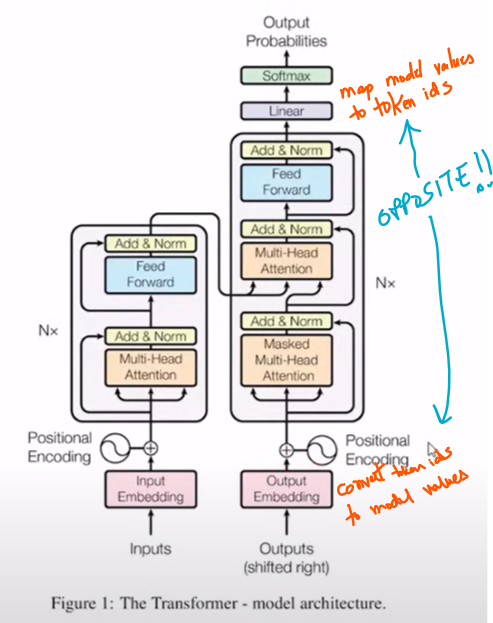 Output
Probabilities
Softmax
map model values
to token ids
Linear
OPPOSITE!!
Add & Norm
Feed
Forward
Add & Norm
Add & Norm
Multi-Head
Attention
Feed
Forward
Nx
Nx
Add & Norm
Add & Norm
Masked
Multi-Head
Attention
Multi-Head
Attention
Positional
Encoding
Positional
Encoding
Input
Embedding
Output
Embedding
convert token ids
to model values
Inputs
Outputs
(shifted right)
Figure 1: The Transformer - model architecture.